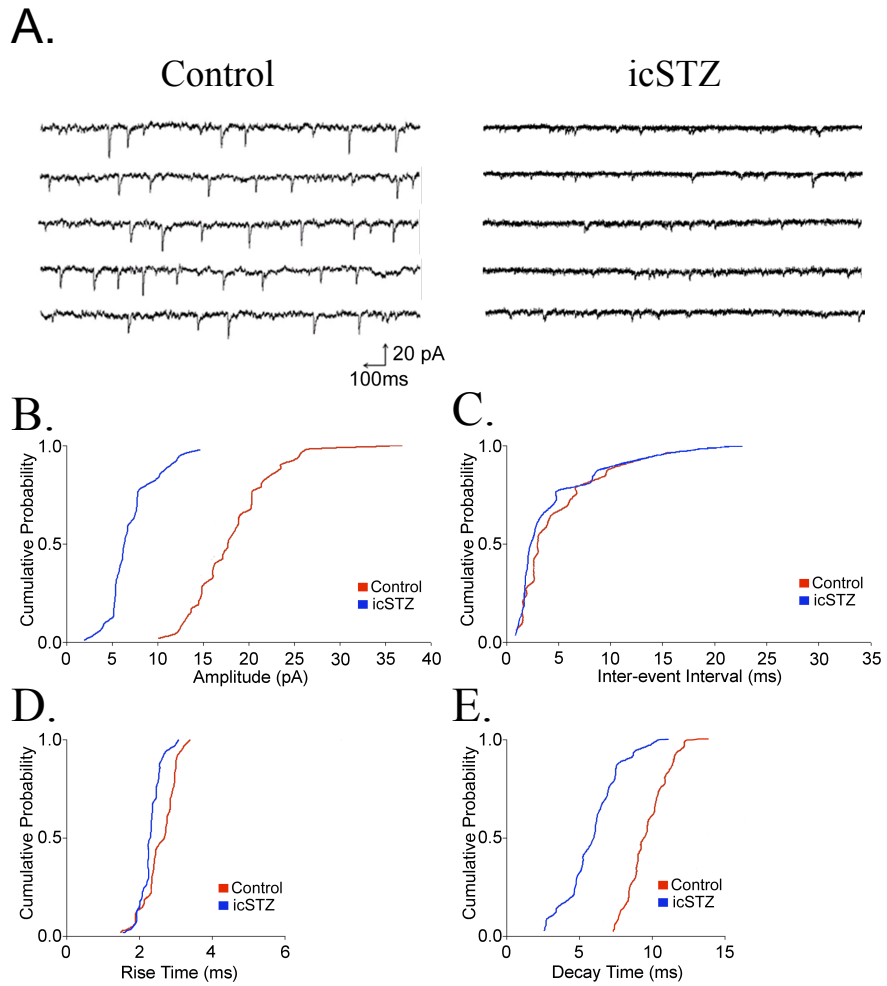 A.
Control
icSTZ
20 pA
100ms
B.
Cumulative Probability
1.0
0.5
0.0
0 5 10 15 20 25 30 35 40
Amplitude (pA)
Control
icSTZ
C.
Cumulative Probability
1.0
0.5
0.0
0 5 10 15 20 25 30 35
Inter-event Interval (ms)
Control
icSTZ
D.
Cumulative Probability
1.0
0.5
0.0
0 2 4 6
Rise Time (ms)
Control
icSTZ
E.
Cumulative Probability
1.0
0.5
0.0
0 5 10 15
Decay Time (ms)
Control
icSTZ